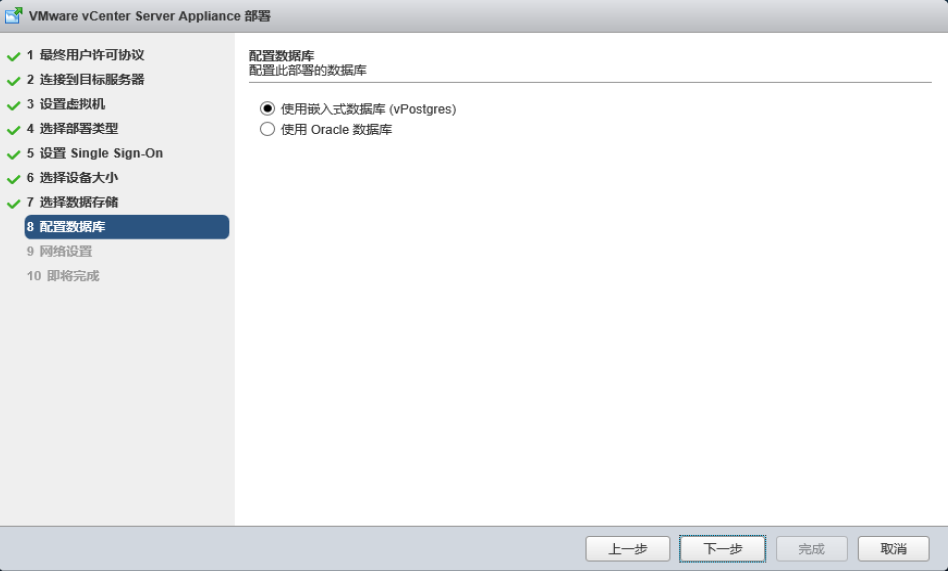 VMware vCenter Server Appliance 部署
1 最终用户许可协议
2 连接到目标服务器
3 设置虚拟机
4 选择部署类型
5 设置 Single Sign-On
6 选择设备大小
7 选择数据存储
8 配置数据库
9 网络设置
10 即将完成
配置数据库
配置此部署的数据库
使用嵌入式数据库 (vPostgres)
使用 Oracle 数据库
上一步 下一步 完成 取消